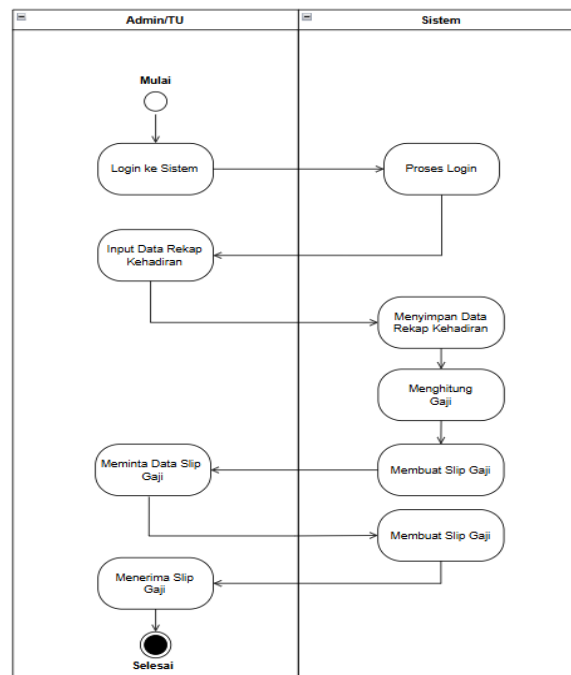 Admin/TU
Sistem
Mulai
Login ke Sistem
Proses Login
Input Data Rekap
Kehadiran
Menyimpan Data
Rekap Kehadiran
Menghitung
Gaji
Meminta Data Slip
Gaji
Membuat Slip Gaji
Membuat Slip Gaji
Menerima Slip
Gaji
Selesai